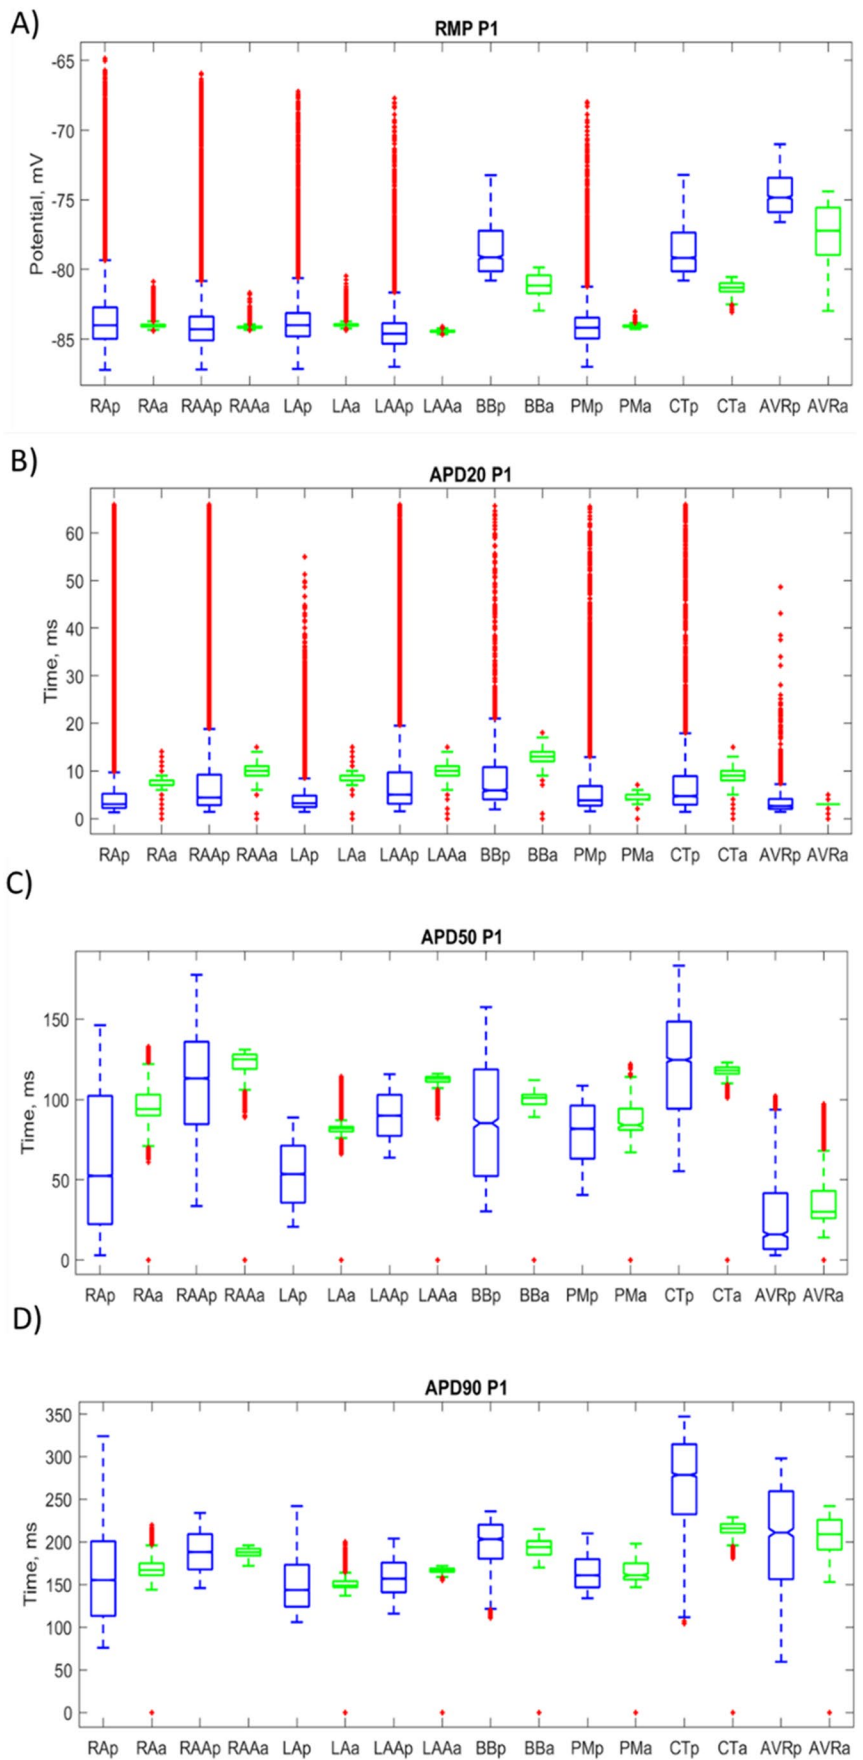 A)
RMP P1
Potential, mV
-65
-70
-75
-80
-85
RAp RAa RAAp RAAa LAp LAa LAAp LAAa BBp BBa PMp PMa CTp CTa AVRp AVRa
B)
APD20 P1
Time, ms
60
50
40
30
20
10
0
RAp RAa RAAp RAAa LAp LAa LAAp LAAa BBp BBa PMp PMa CTp CTa AVRp AVRa
C)
APD50 P1
Time, ms
150
100
50
0
RAp RAa RAAp RAAa LAp LAa LAAp LAAa BBp BBa PMp PMa CTp CTa AVRp AVRa
D)
APD90 P1
Time, ms
350
300
250
200
150
100
50
0
RAp RAa RAAp RAAa LAp LAa LAAp LAAa BBp BBa PMp PMa CTp CTa AVRp AVRa